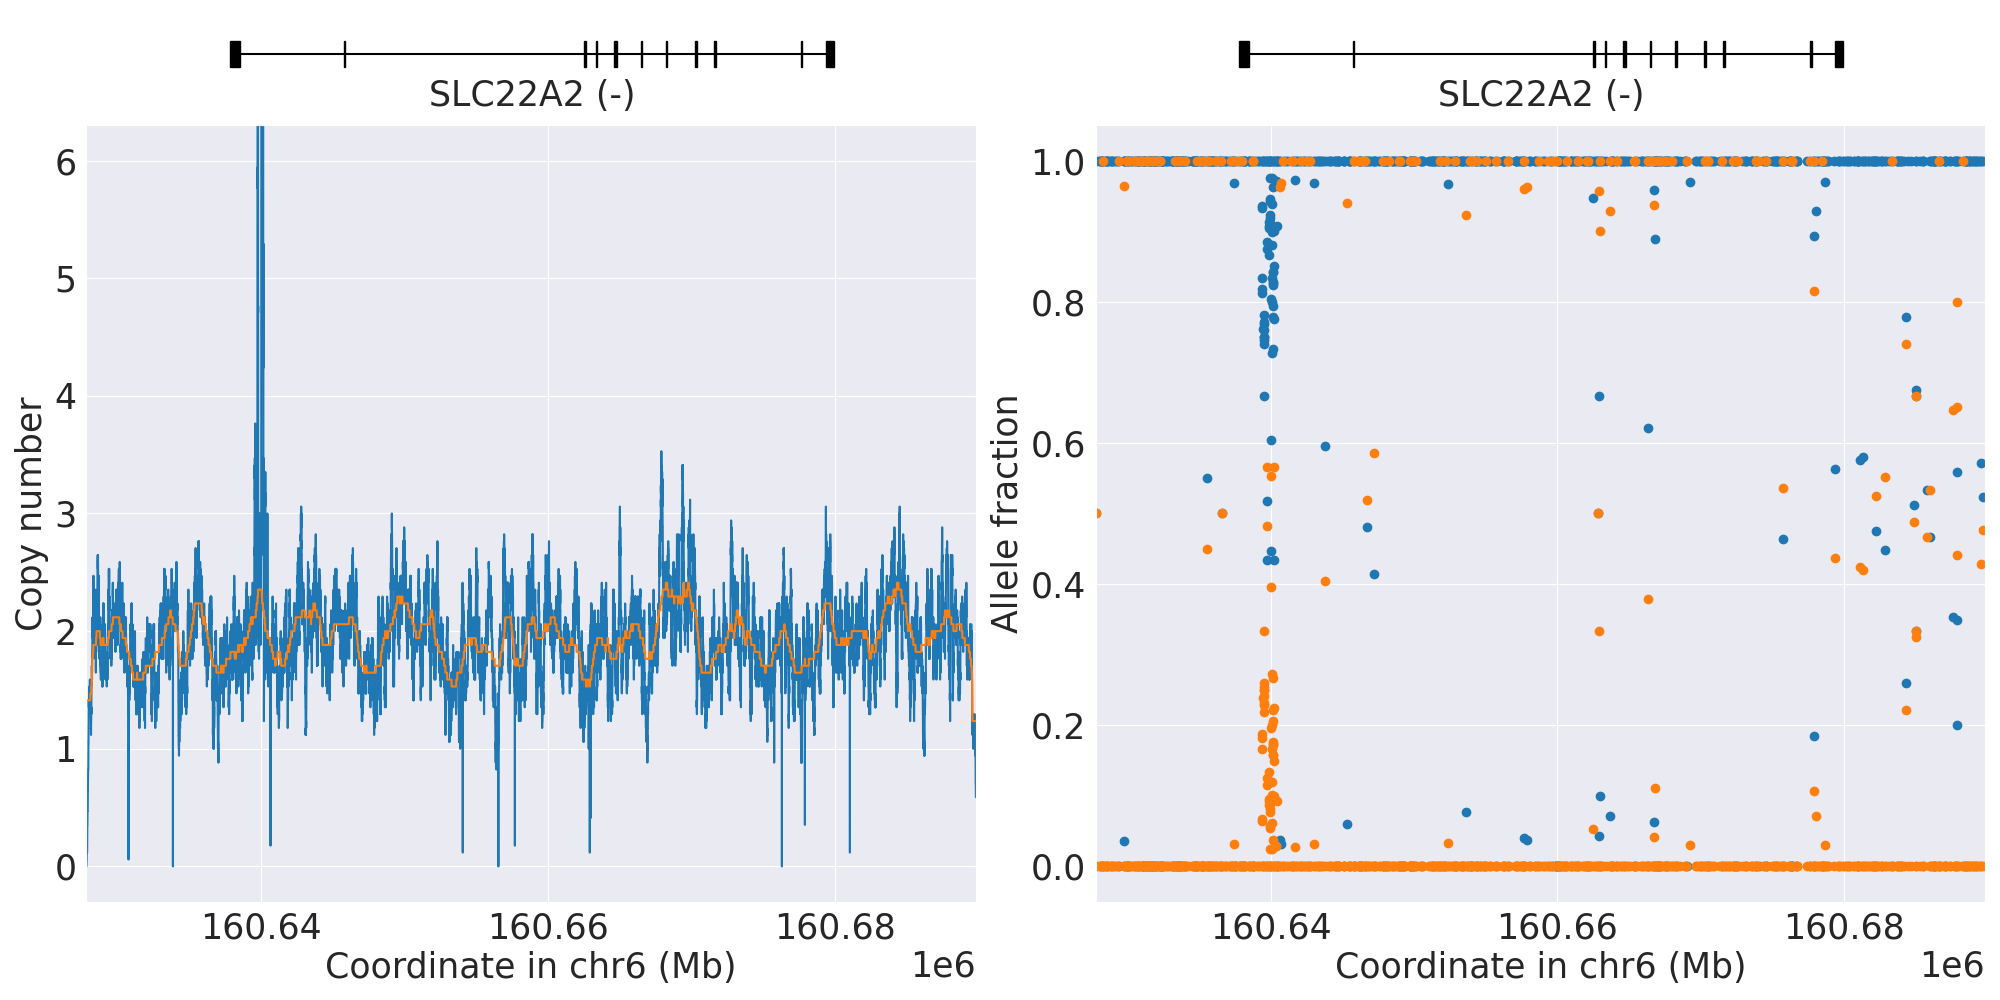 SLC22A2 (-)
6
5
4
3
2
1
0
Copy number
160.64
160.66
160.68
Coordinate in chr6 (Mb)
1e6
SLC22A2 (-)
1.0
0.8
0.6
0.4
0.2
0.0
Allele fraction
160.64
160.66
160.68
Coordinate in chr6 (Mb)
1e6